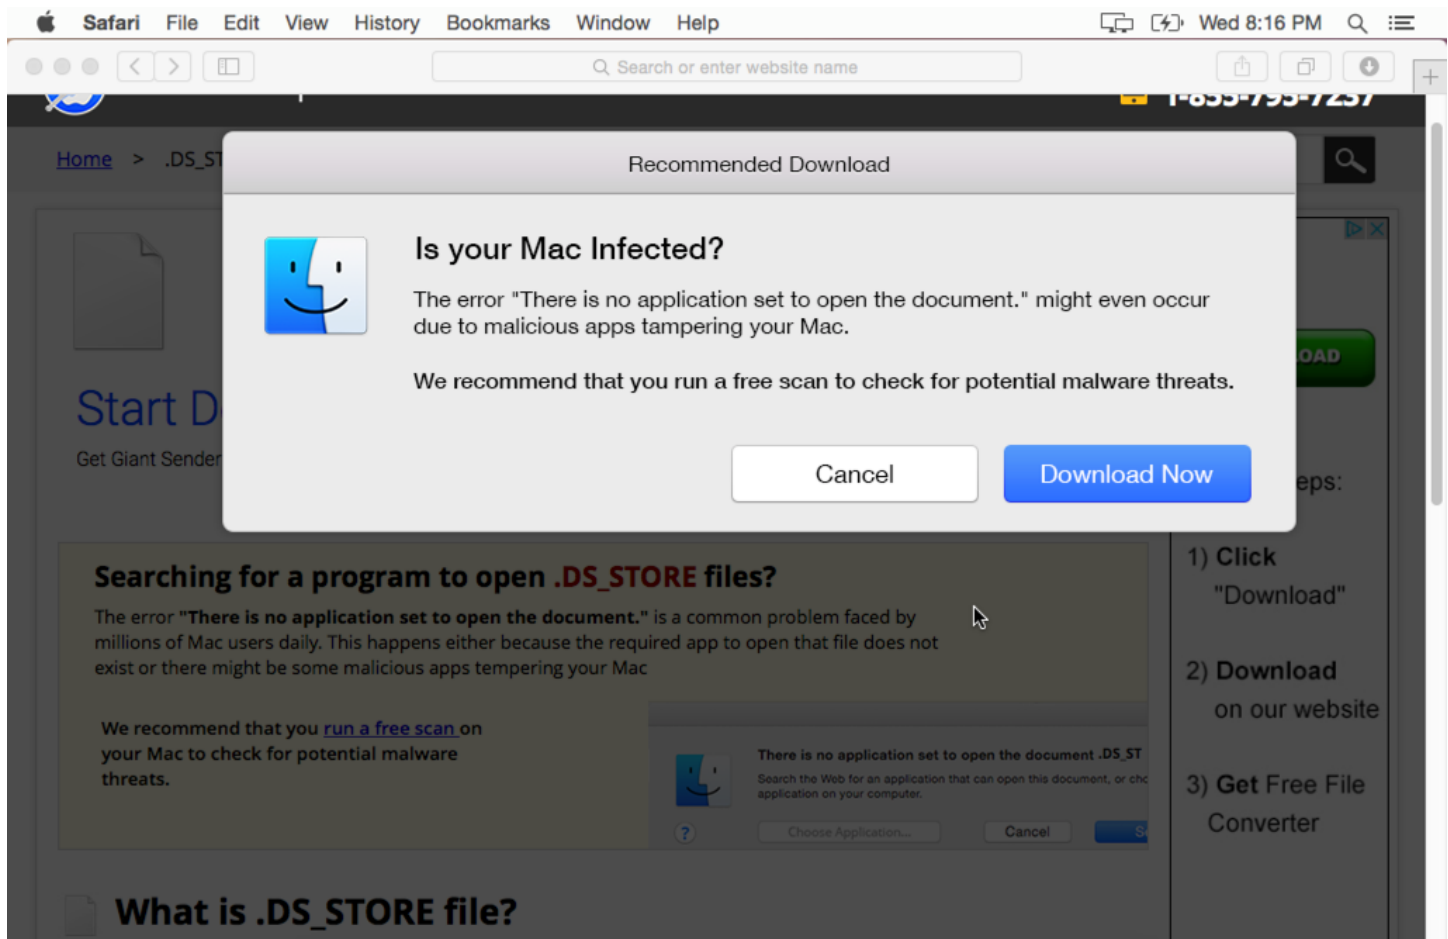 Safari File Edit View History Bookmarks Window Help Wed 8:16 PM
Search or enter website name
1-855-795-7237
Home > .DS_ST
Recommended Download
Is your Mac Infected?
The error "There is no application set to open the document." might even occur
due to malicious apps tampering your Mac.
We recommend that you run a free scan to check for potential malware threats.
Cancel Download Now
OAD
Start D
Get Giant Sender
eps:
1) Click
"Download"
2) Download
on our website
3) Get Free File
Converter
Searching for a program to open .DS_STORE files?
The error "There is no application set to open the document." is a common problem faced by
millions of Mac users daily. This happens either because the required app to open that file does not
exist or there might be some malicious apps tempering your Mac
We recommend that you run a free scan on
your Mac to check for potential malware
threats.
There is no application set to open the document .DS_ST
Search the Web for an application that can open this document, or cho
application on your computer.
? Choose Application... Cancel S
What is .DS_STORE file?